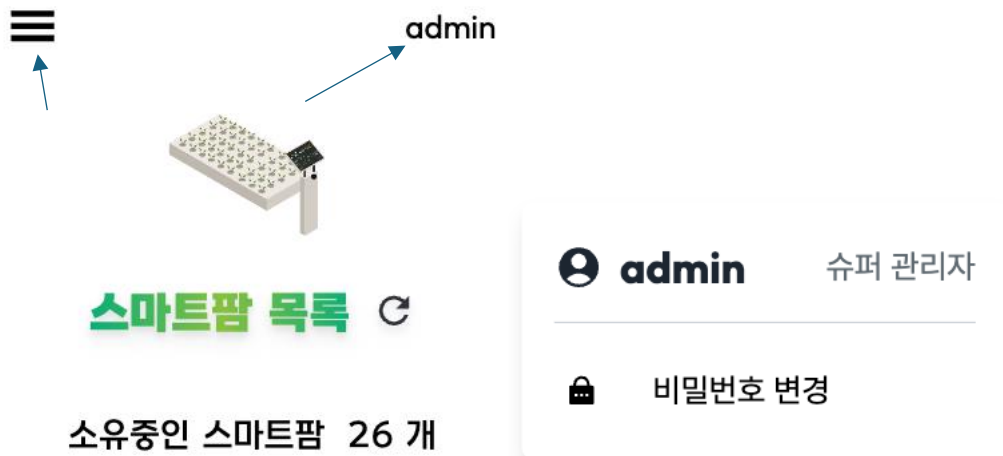 admin
스마트팜 목록
소유중인 스마트팜 26 개
admin 슈퍼 관리자
비밀번호 변경